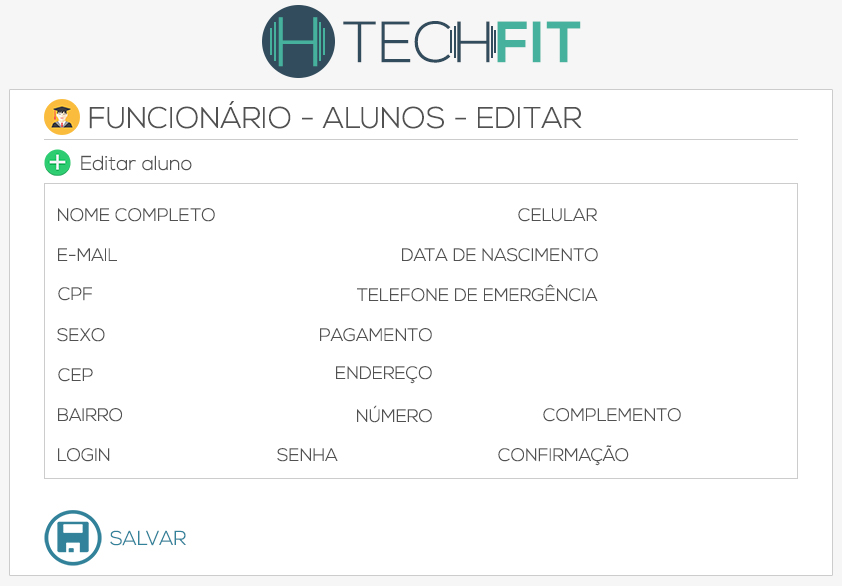 TECHFIT
FUNCIONÁRIO - ALUNOS - EDITAR
Editar aluno
NOME COMPLETO CELULAR
E-MAIL DATA DE NASCIMENTO
CPF TELEFONE DE EMERGÊNCIA
SEXO PAGAMENTO
CEP ENDEREÇO
BAIRRO NÚMERO COMPLEMENTO
LOGIN SENHA CONFIRMAÇÃO
SALVAR